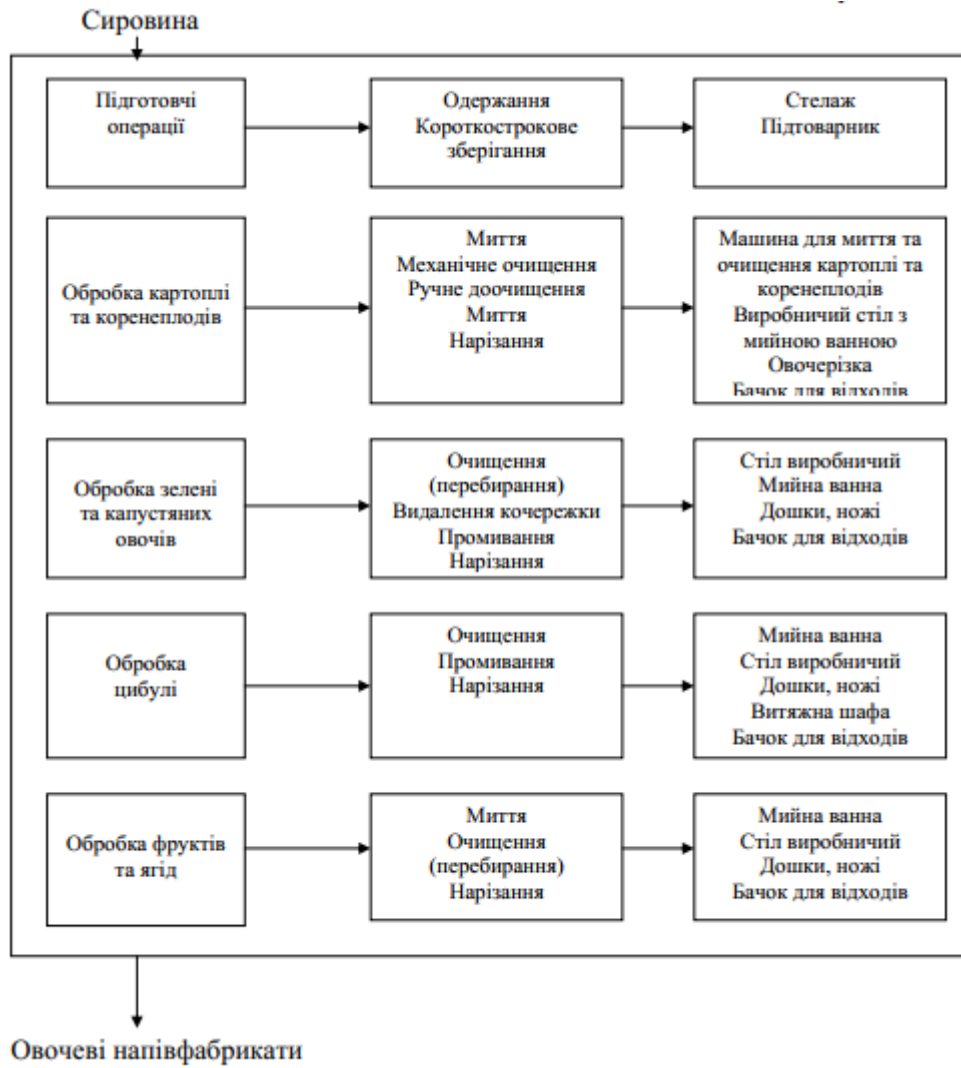 Сировина
Підготовчі
операції
Одержання
Короткострокове
зберігання
Стелаж
Підтоварник
Обробка картоплі
та коренеплодів
Миття
Механічне очищення
Ручне доочищення
Миття
Нарізання
Машина для миття та
очищення картоплі та
коренеплодів
Виробничий стіл з
мийною ванною
Овочерізка
Бачок для відходів
Обробка зелені
та капустяних
овочів
Очищення
(перебирання)
Видалення кочережки
Промивання
Нарізання
Стіл виробничий
Мийна ванна
Дошки, ножі
Бачок для відходів
Обробка
цибулі
Очищення
Промивання
Нарізання
Мийна ванна
Стіл виробничий
Дошки, ножі
Витяжна шафа
Бачок для відходів
Обробка фруктів
та ягід
Миття
Очищення
(перебирання)
Нарізання
Мийна ванна
Стіл виробничий
Дошки, ножі
Бачок для відходів
Овочеві напівфабрикати